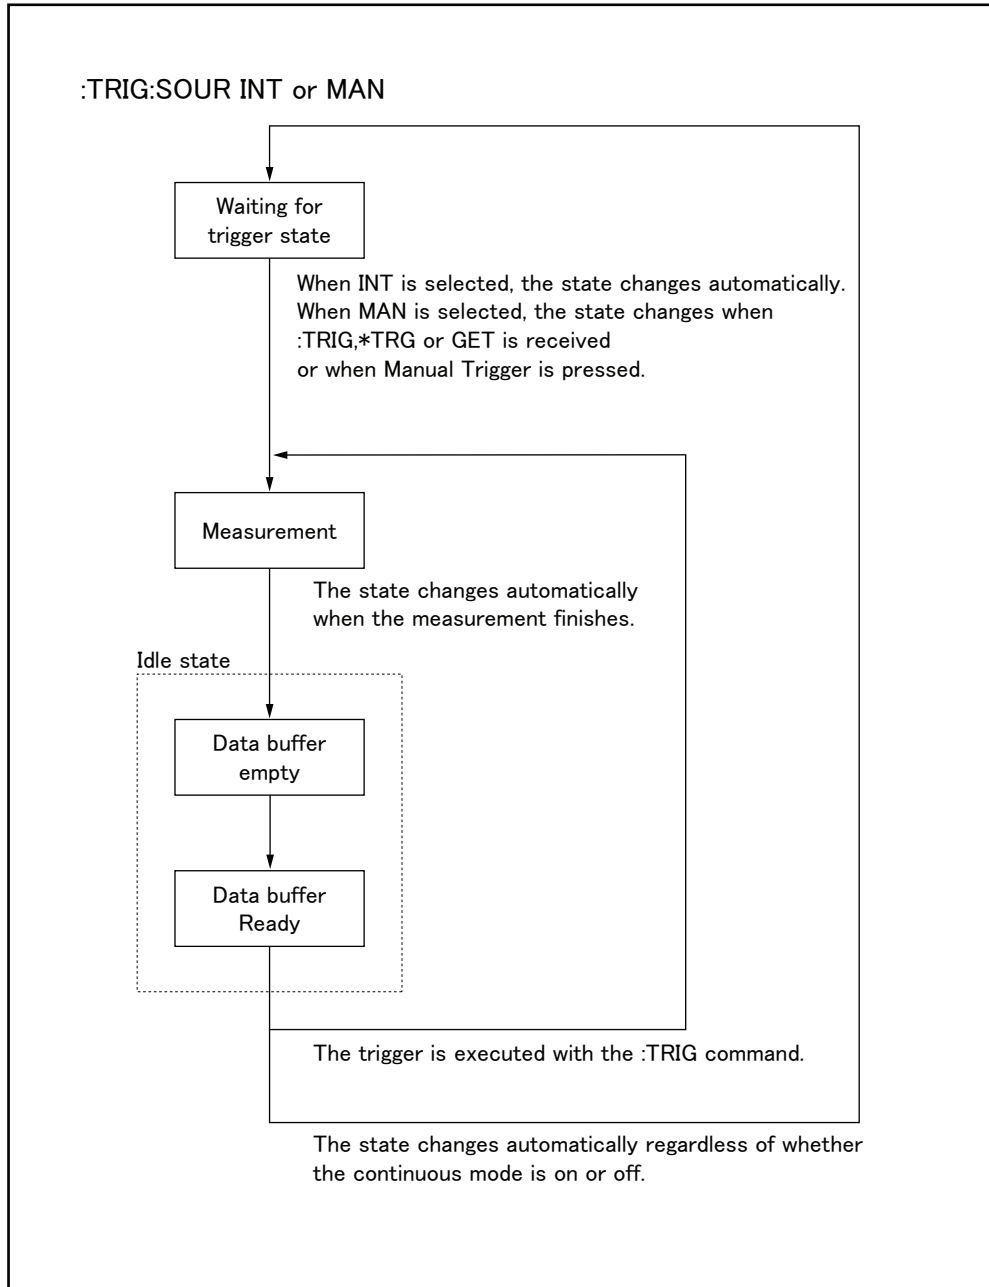 :TRIG:SOUR INT or MAN
Waiting for
trigger state
When INT is selected, the state changes automatically.
When MAN is selected, the state changes when
:TRIG,*TRG or GET is received
or when Manual Trigger is pressed.
Measurement
The state changes automatically
when the measurement finishes.
Idle state
Data buffer
empty
Data buffer
Ready
The trigger is executed with the :TRIG command.
The state changes automatically regardless of whether
the continuous mode is on or off.